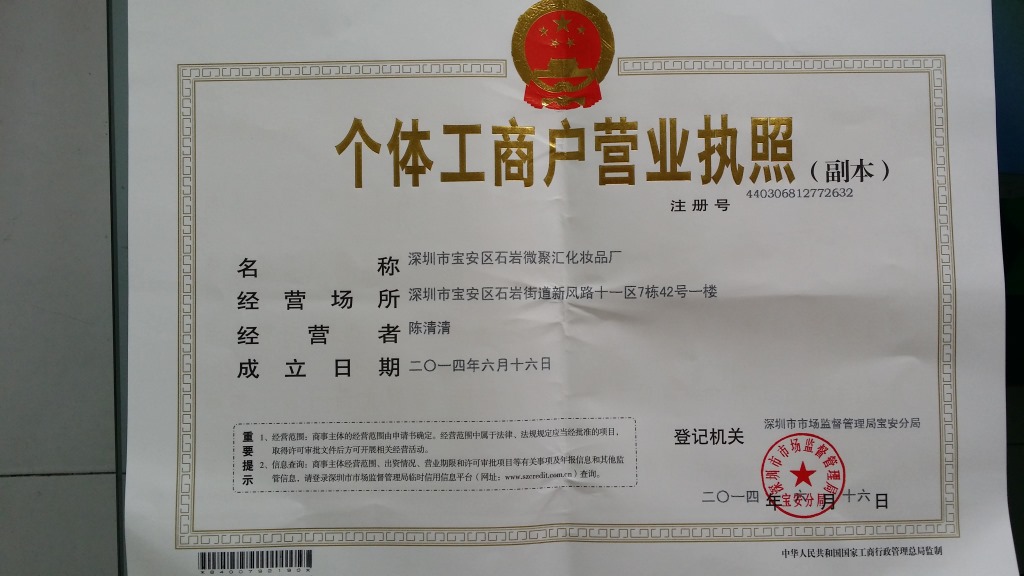 个体工商户营业执照（副本）
注册号 440306812772632
名称 深圳市宝安区石岩微聚汇化妆品厂
经营场所 深圳市宝安区石岩街道新风路十一区7栋42号一楼
经营者 陈清清
成立日期 二〇一四年六月十六日
重要提示
1、经营范围：商事主体的经营范围由申请书确定。经营范围中属于法律、法规规定应当经批准的项目，
取得许可审批文件后方可开展相关经营活动。
2、信息查询：商事主体经营范围、出资情况、营业期限和许可审批项目等有关事项及年报信息和其他监
管信息，请登录深圳市市场监督管理局临时信用信息平台（网址：www.szcredit.com.cn）查询。
登记机关 深圳市市场监督管理局宝安分局
深圳市市场监督管理局
宝安分局
二〇一四年六月十六日
中华人民共和国国家工商行政管理总局监制